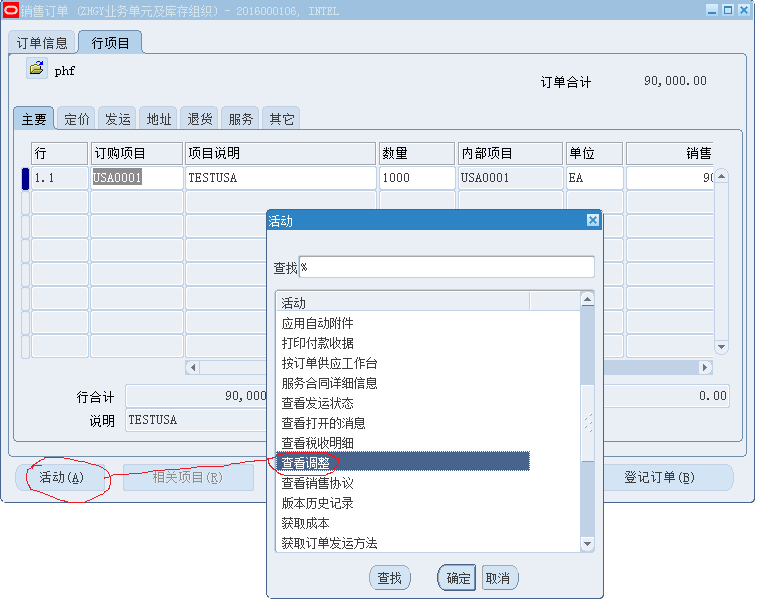 销售订单 (ZHGY业务单元及库存组织) - 2016000106, INTEL
订单信息 行项目
phf
订单合计 90,000.00
主要 定价 发运 地址 退货 服务 其它
行 订购项目 项目说明 数量 内部项目 单位 销售
1.1 USA0001 TESTUSA 1000 USA0001 EA 90
活动
查找 %
活动
应用自动附件
打印付款收据
按订单供应工作台
服务合同详细信息
查看发运状态
查看打开的消息
查看税收明细
查看调整
查看销售协议
版本历史记录
获取成本
获取订单发运方法
查找 确定 取消
行合计 90,000 0.00
说明 TESTUSA
活动(A) 相关项目(R) 登记订单(B)